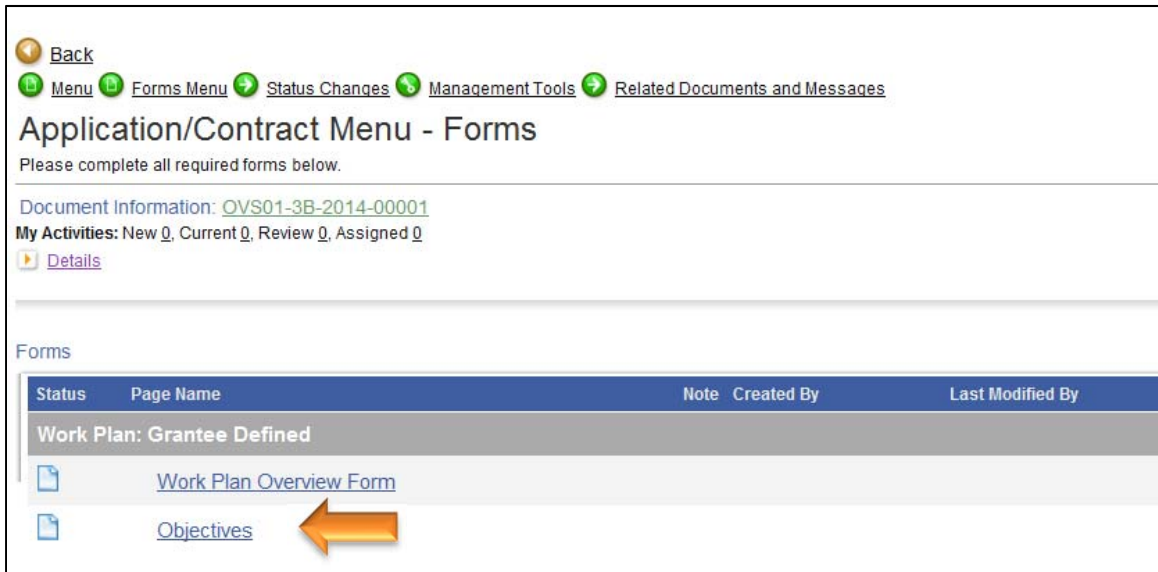 Back
Menu Forms Menu Status Changes Management Tools Related Documents and Messages
Application/Contract Menu - Forms
Please complete all required forms below.
Document Information: OVS01-3B-2014-00001
My Activities: New 0, Current 0, Review 0, Assigned 0
Details
Forms
Status Page Name Note Created By Last Modified By
Work Plan: Grantee Defined
Work Plan Overview Form
Objectives